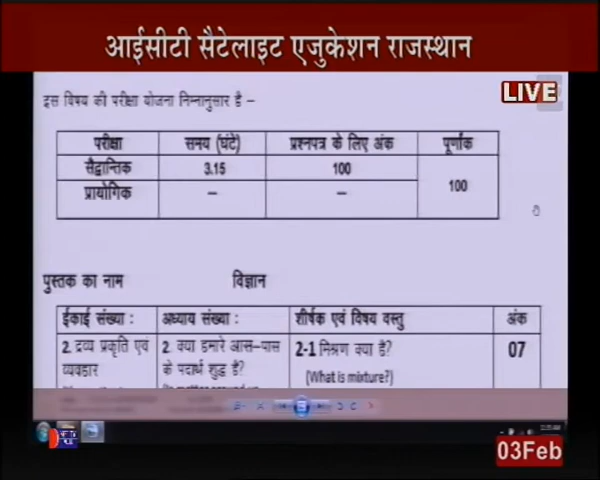 आईसीटी सैटेलाइट एजुकेशन राजस्थान
LIVE
इस विषय की परीक्षा योजना निम्नानुसार है –
परीक्षा समय (घंटे) प्रश्नपत्र के लिए अंक पूर्णांक
सैद्वान्तिक 3.15 100 100
प्रायोगिक – –
पुस्तक का नाम विज्ञान
ईकाई संख्या : अध्याय संख्या : शीर्षक एवं विषय वस्तु अंक
2. द्रव्य प्रकृति एवं 2. क्या हमारे आस–पास 2-1 मिश्रण क्या है? 07
व्यवहार के पदार्थ शुद्ध है? (What is mixture?)
03Feb